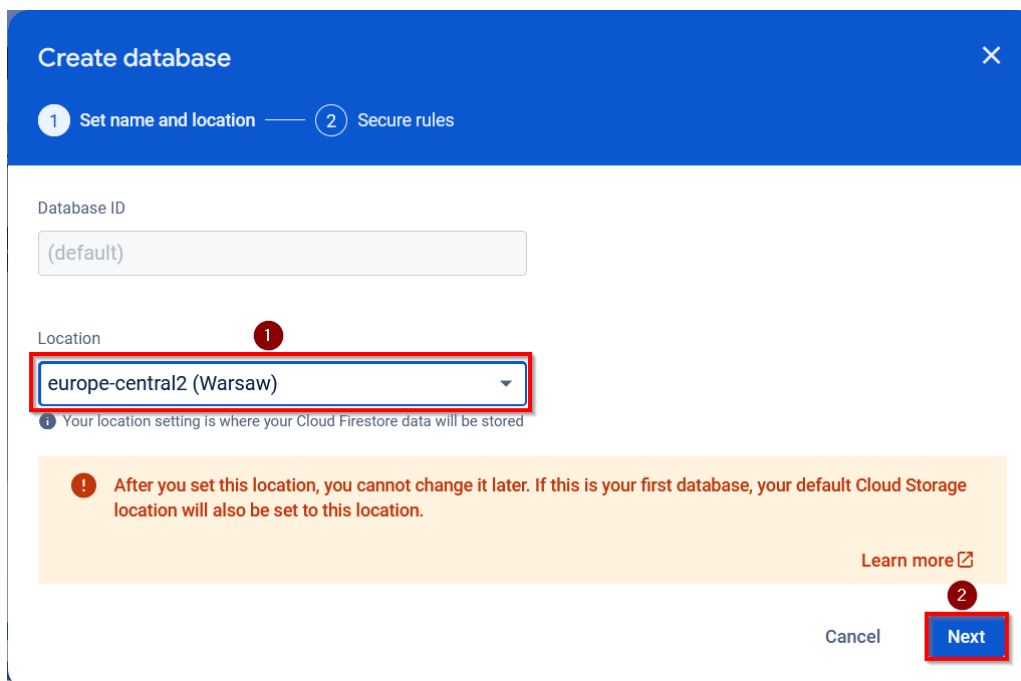 Create database
1 Set name and location 2 Secure rules
Database ID
(default)
Location 1
europe-central2 (Warsaw)
Your location setting is where your Cloud Firestore data will be stored
After you set this location, you cannot change it later. If this is your first database, your default Cloud Storage
location will also be set to this location.
Learn more
2
Cancel Next